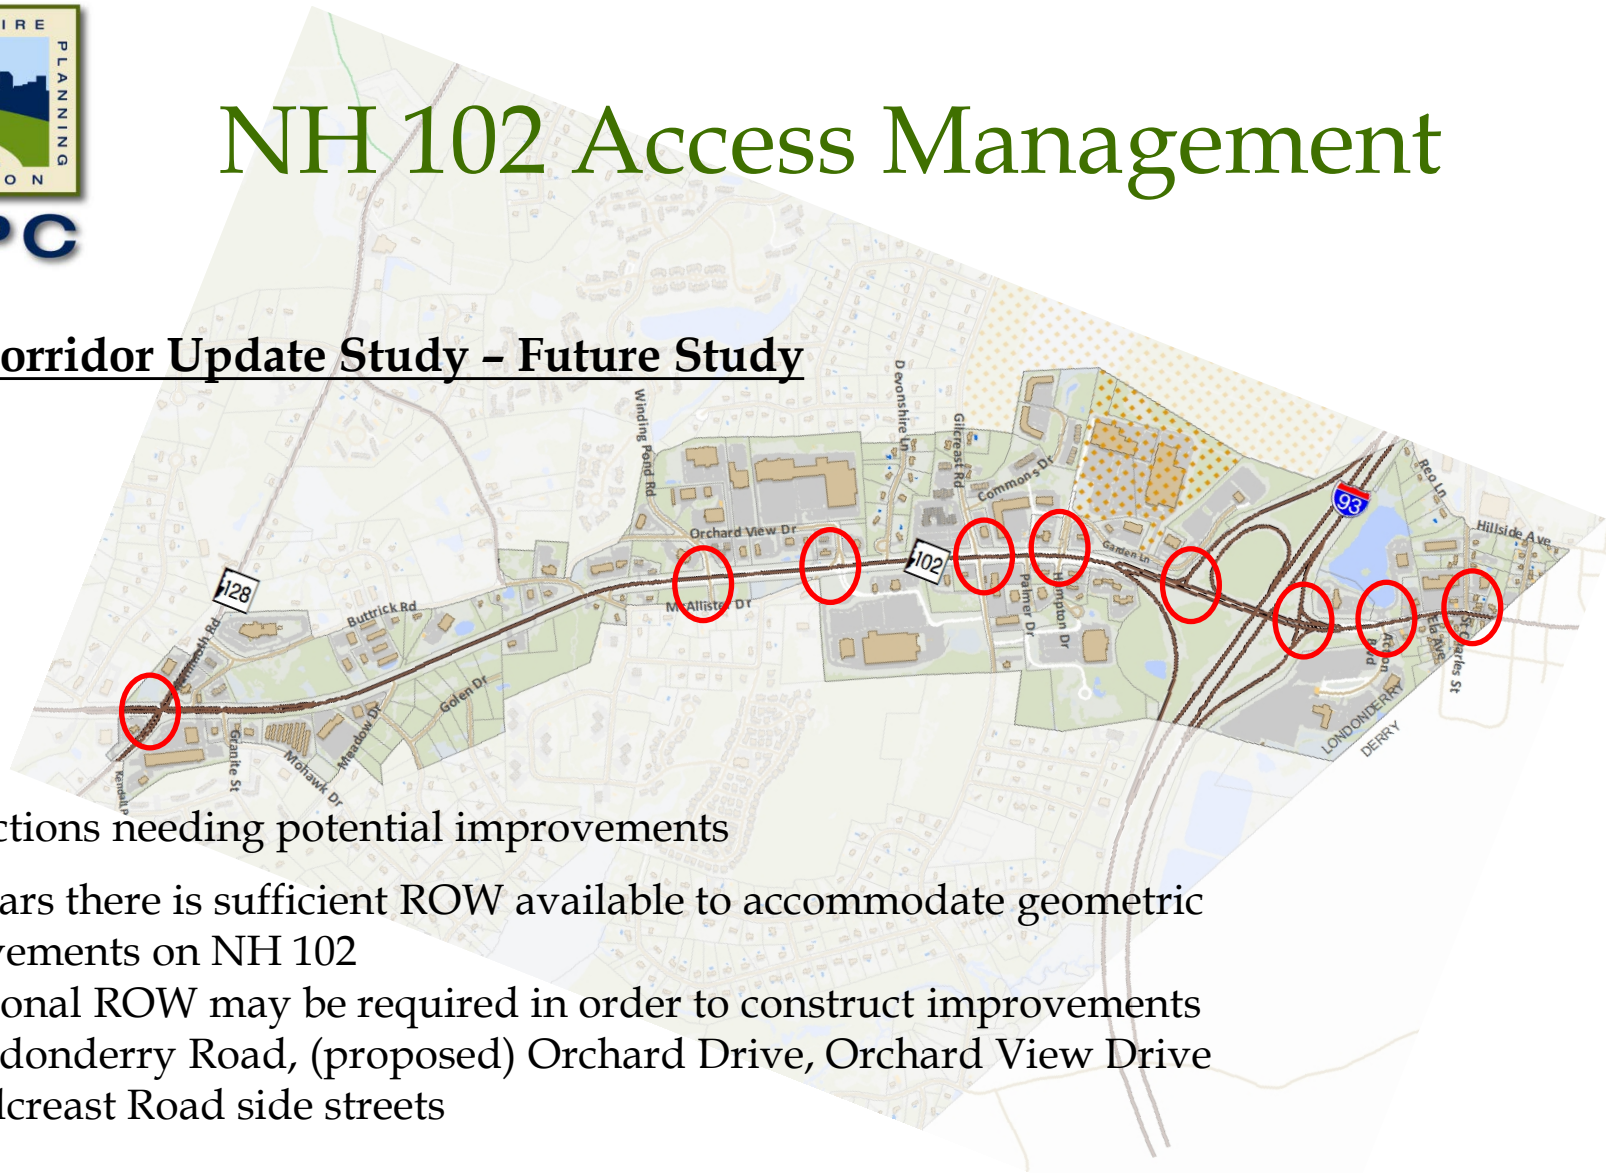 IRE
PLANNING
ON
PC
NH 102 Access Management
orridor Update Study – Future Study
Winding Pond Rd
Devonshire Ln
Gilcreast Rd
Commons Dr
Orchard View Dr
102
Garden Ln
93
Reo Ln
Hillside Ave
128
Buttrick Rd
McAllister Dr
Palmer Dr
Hampton Dr
Action Blvd
Ela Ave
St Charles St
Golen Dr
Meadow Dr
Mohawk Dr
Granite St
Kendall P
LONDONDERRY
DERRY
ctions needing potential improvements
ars there is sufficient ROW available to accommodate geometric
vements on NH 102
onal ROW may be required in order to construct improvements
donderry Road, (proposed) Orchard Drive, Orchard View Drive
lcreast Road side streets